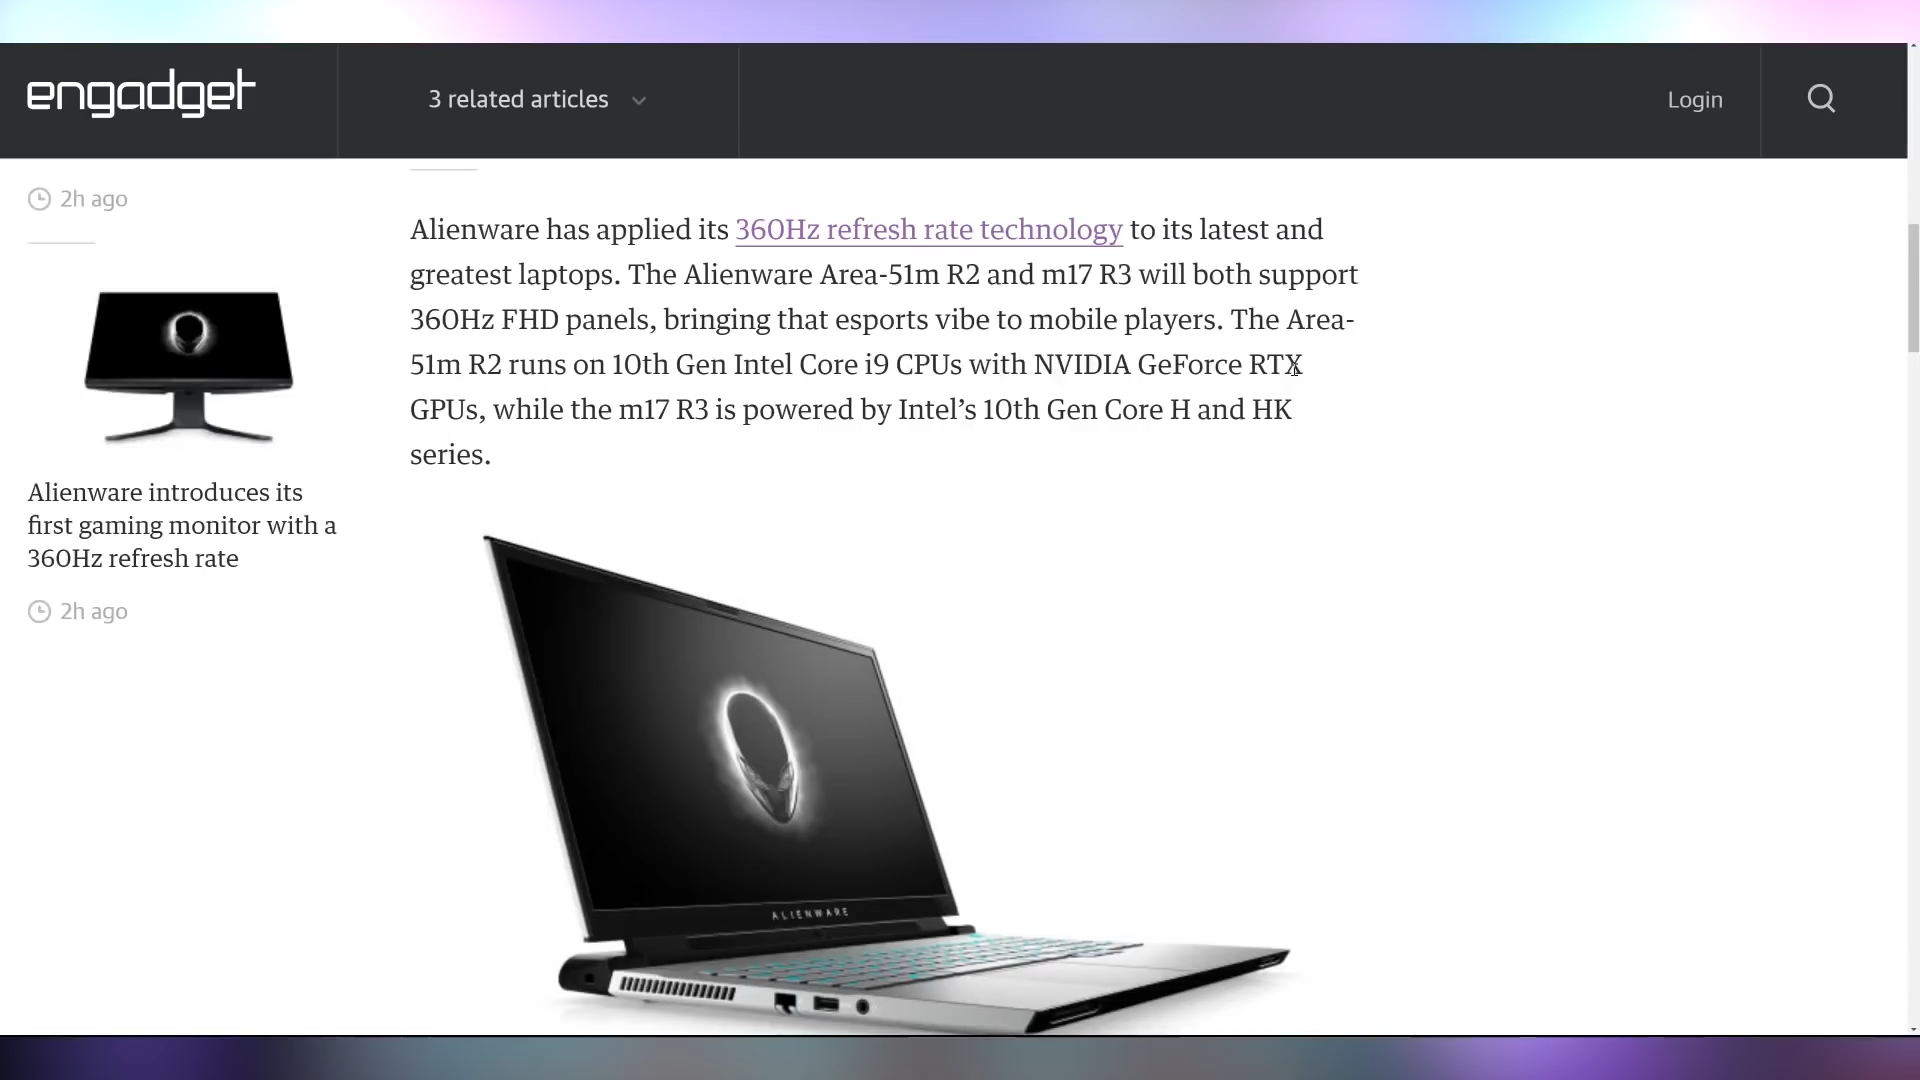 engadget
3 related articles
Login
2h ago
Alienware introduces its
first gaming monitor with a
360Hz refresh rate
2h ago
Alienware has applied its 360Hz refresh rate technology to its latest and
greatest laptops. The Alienware Area-51m R2 and m17 R3 will both support
360Hz FHD panels, bringing that esports vibe to mobile players. The Area-
51m R2 runs on 10th Gen Intel Core i9 CPUs with NVIDIA GeForce RTX
GPUs, while the m17 R3 is powered by Intel’s 10th Gen Core H and HK
series.
ALIENWARE